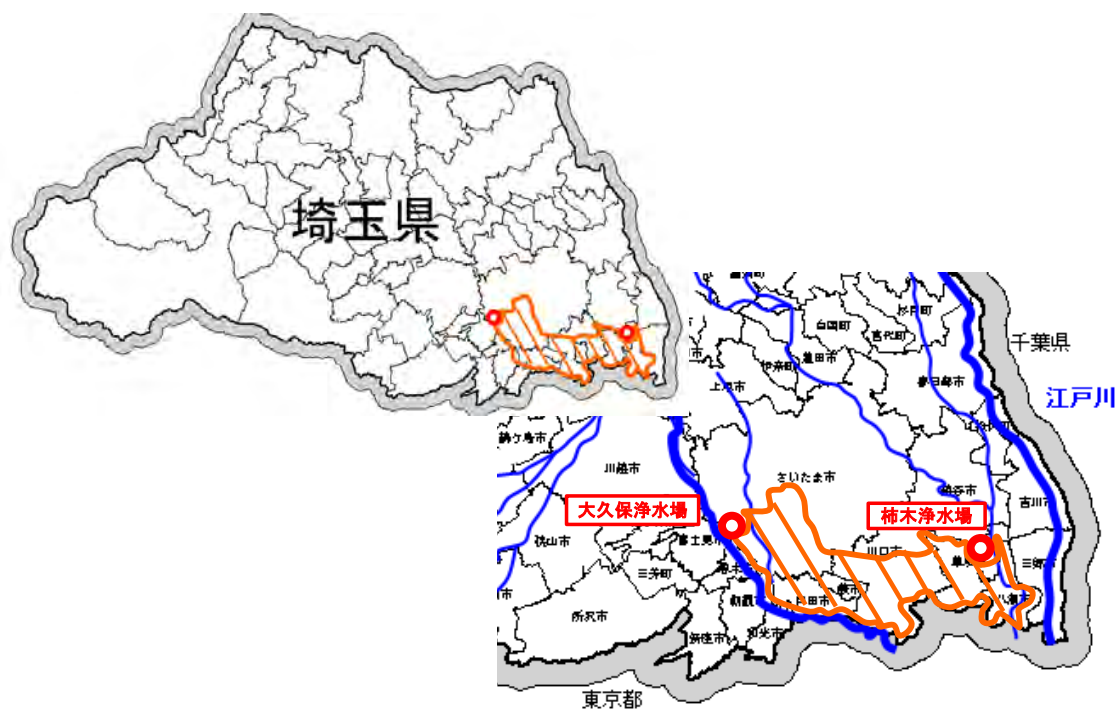 埼玉県
千葉県
江戸川
白岡町
宮代町
杉戸町
蓮田市
伊奈町
上尾市
春日部市
鶴ヶ島市
川越市
さいたま市
越谷市
吉川市
大久保浄水場
柿木浄水場
狭山市
富士見市
川口市
三芳町
三郷市
朝霞市
戸田市
蕨市
八潮市
所沢市
新座市
和光市
東京都